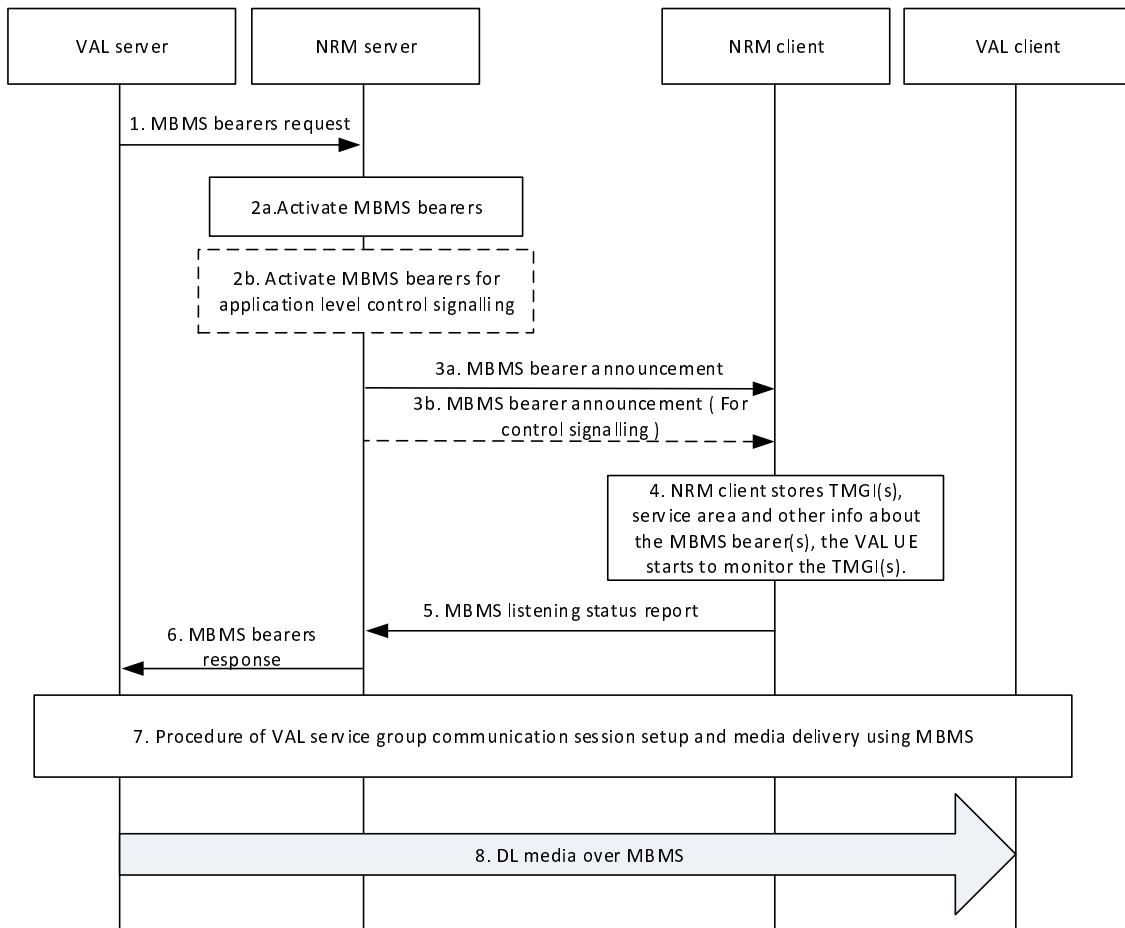 VAL server
NRM server
NRM client
VAL client
1. MBMS bearers request
2a.Activate MBMS bearers
2b. Activate MBMS bearers for
application level control signalling
3a. MBMS bearer announcement
3b. MBMS bearer announcement ( For
control signalling )
4. NRM client stores TMGI(s),
service area and other info about
the MBMS bearer(s), the VAL UE
starts to monitor the TMGI(s).
5. MBMS listening status report
6. MBMS bearers
response
7. Procedure of VAL service group communication session setup and media delivery using MBMS
8. DL media over MBMS